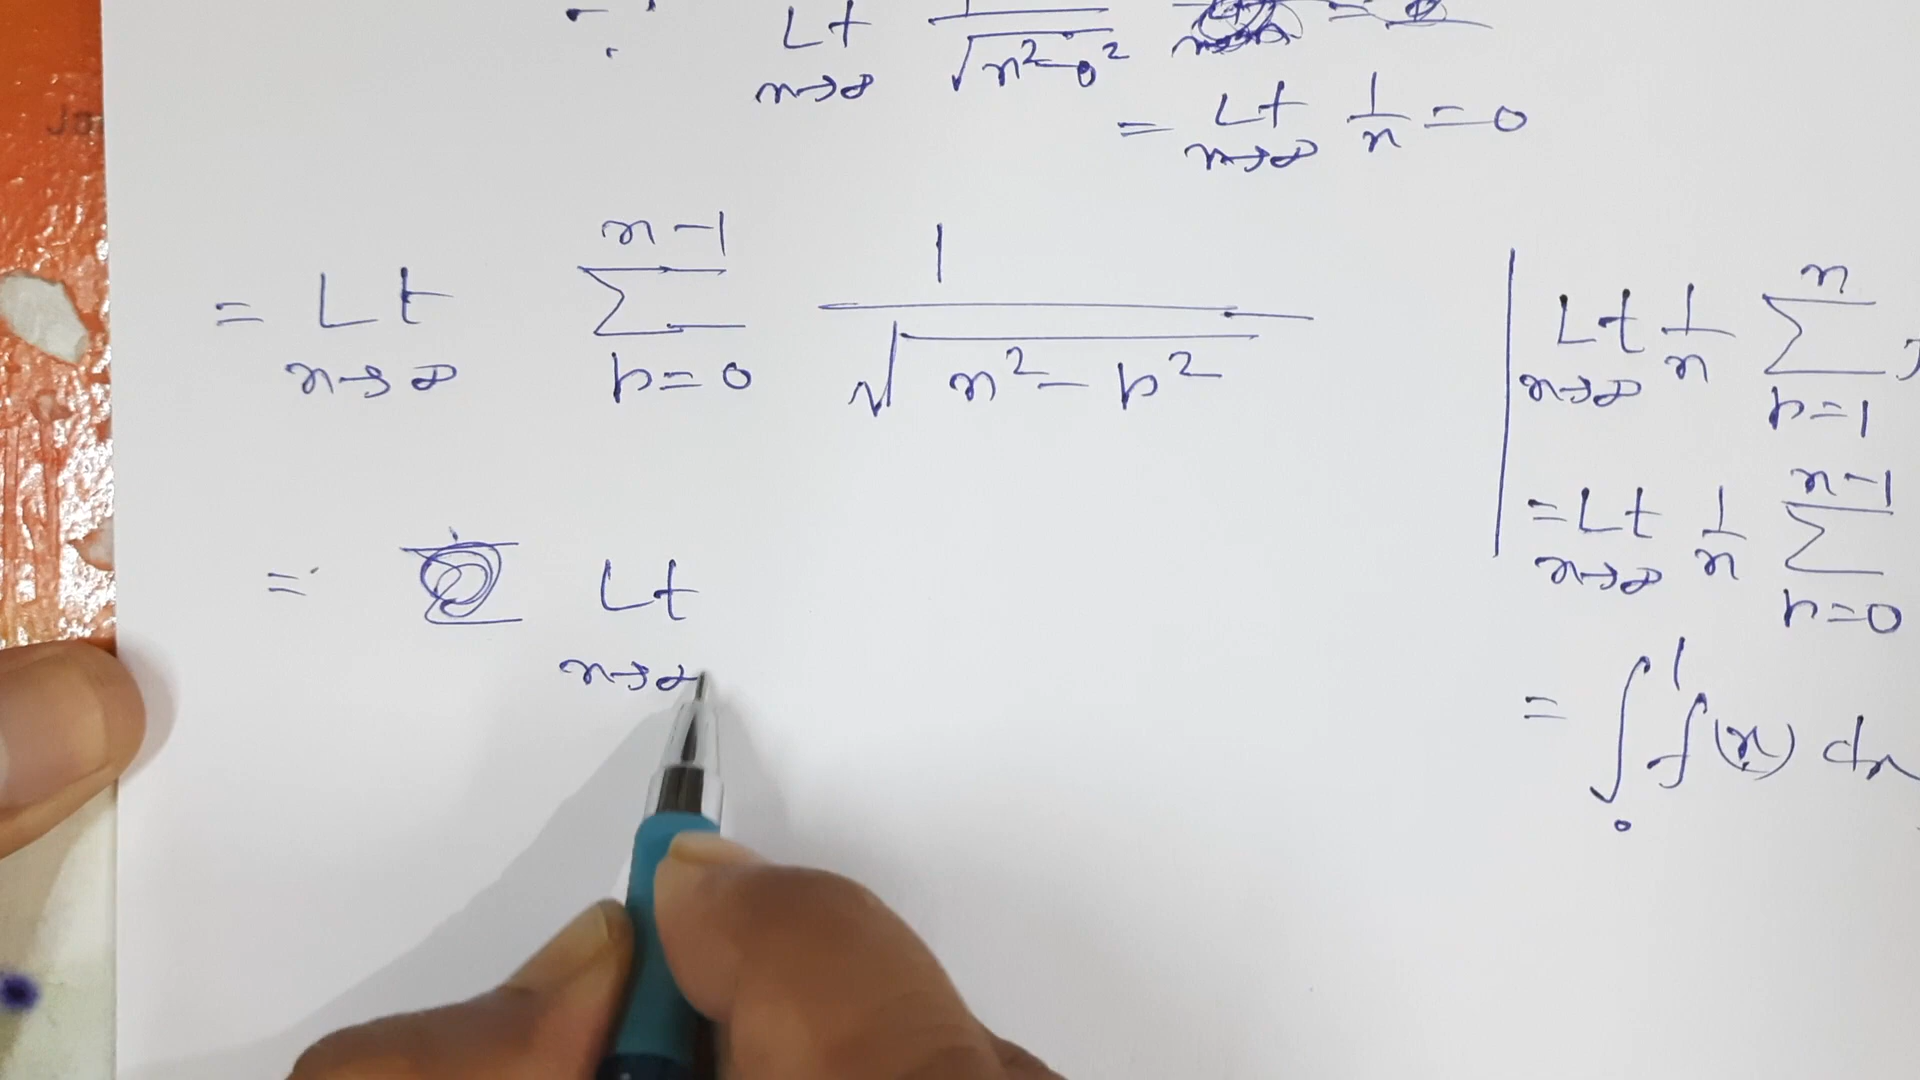 ∵ Lt n→∞ 1/√(n²-0²)
= Lt n→∞ 1/n = 0
= Lt n→∞ Σ_{r=0}^{n-1} 1/√(n²-r²)
Lt n→∞ 1/n Σ_{r=1}^{n}
= Lt n→∞ 1/n Σ_{r=0}^{n-1}
= ∫₀¹ f(x) dx
= Lt n→∞